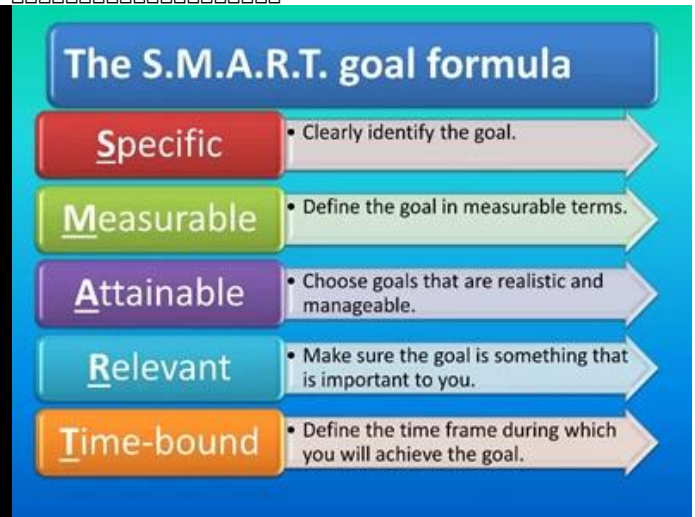 The S.M.A.R.T. goal formula
Specific
• Clearly identify the goal.
Measurable
• Define the goal in measurable terms.
Attainable
• Choose goals that are realistic and
manageable.
Relevant
• Make sure the goal is something that
is important to you.
Time-bound
• Define the time frame during which
you will achieve the goal.